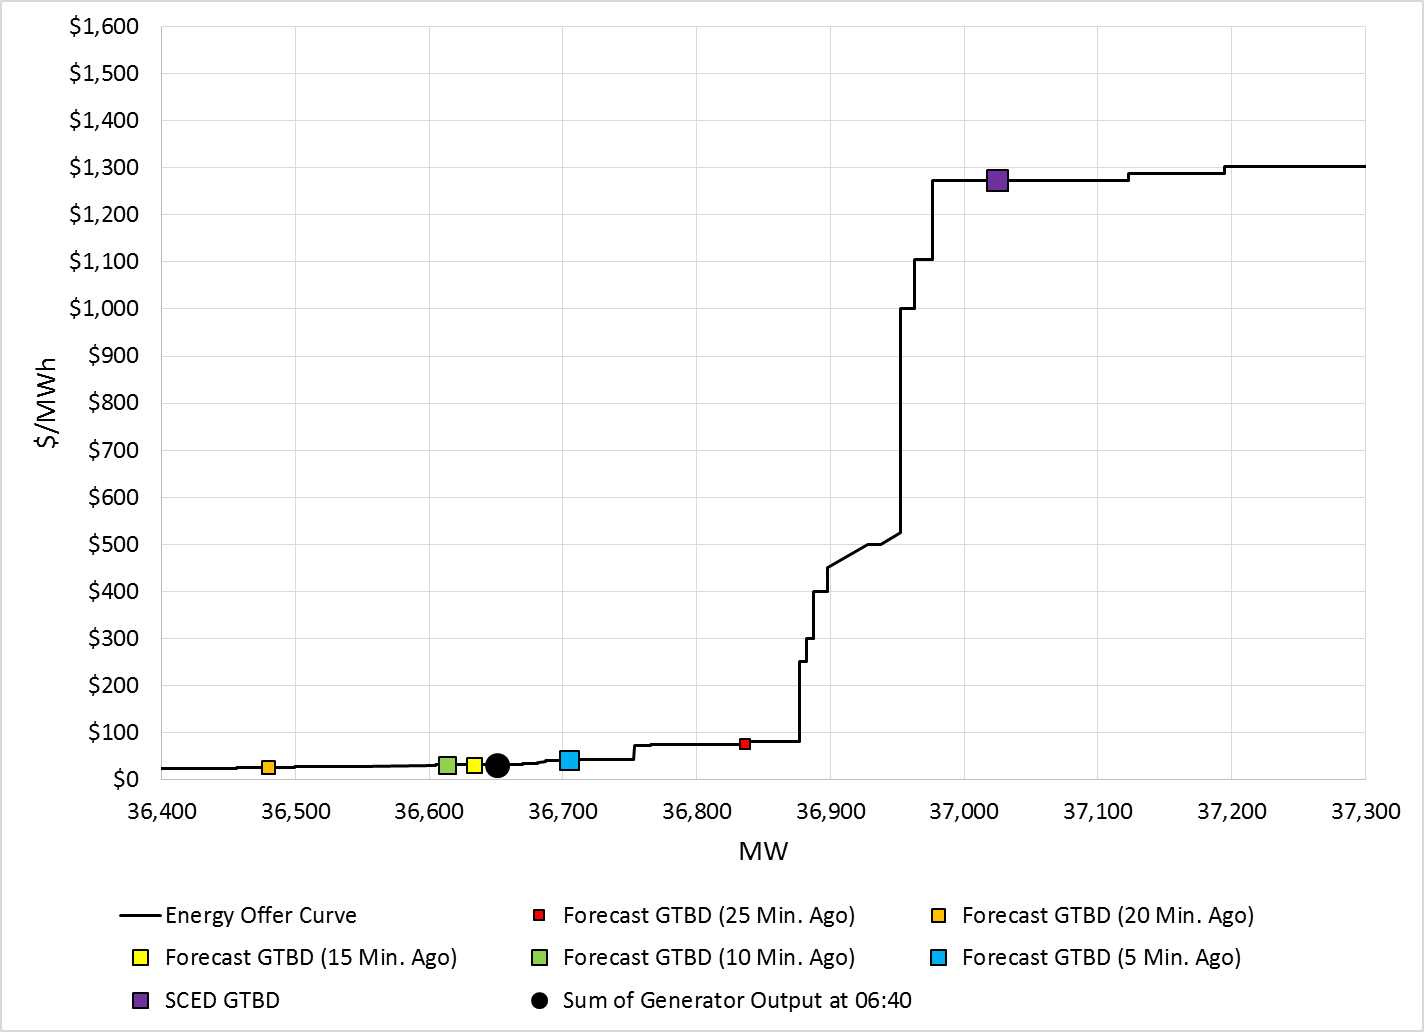 $1,600
$1,500
$1,400
$1,300
$1,200
$1,100
$1,000
$900
$800
$700
$600
$500
$400
$300
$200
$100
$0
$/MWh
36,400 36,500 36,600 36,700 36,800 36,900 37,000 37,100 37,200 37,300
MW
Energy Offer Curve Forecast GTBD (25 Min. Ago) Forecast GTBD (20 Min. Ago)
Forecast GTBD (15 Min. Ago) Forecast GTBD (10 Min. Ago) Forecast GTBD (5 Min. Ago)
SCED GTBD Sum of Generator Output at 06:40